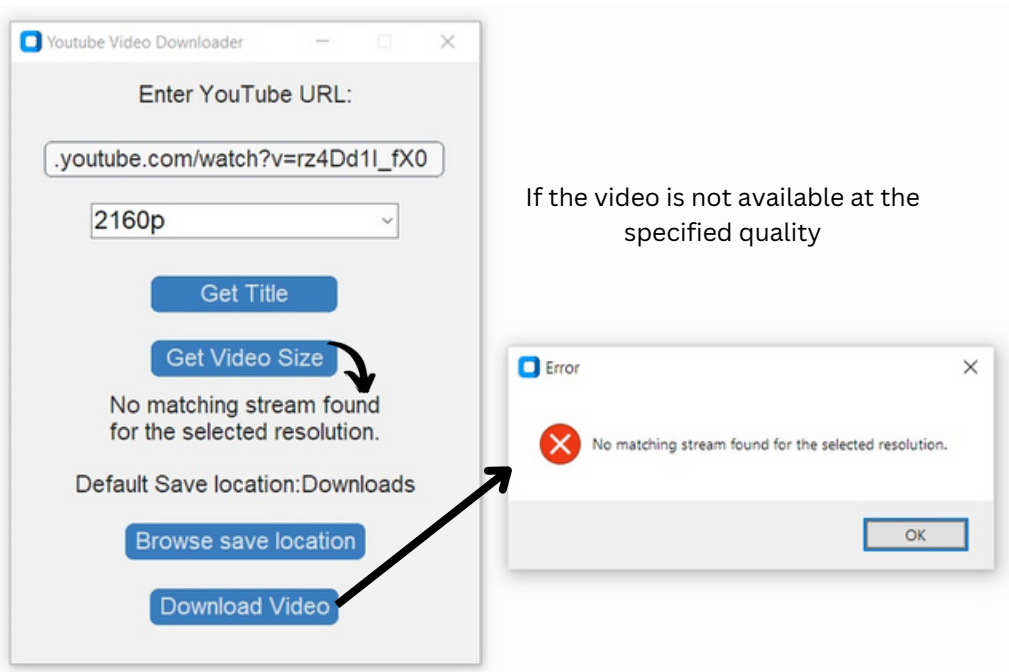 Youtube Video Downloader
Enter YouTube URL:
.youtube.com/watch?v=rz4Dd1I_fX0
2160p
Get Title
Get Video Size
No matching stream found
for the selected resolution.
Default Save location:Downloads
Browse save location
Download Video
If the video is not available at the
specified quality
Error
No matching stream found for the selected resolution.
OK